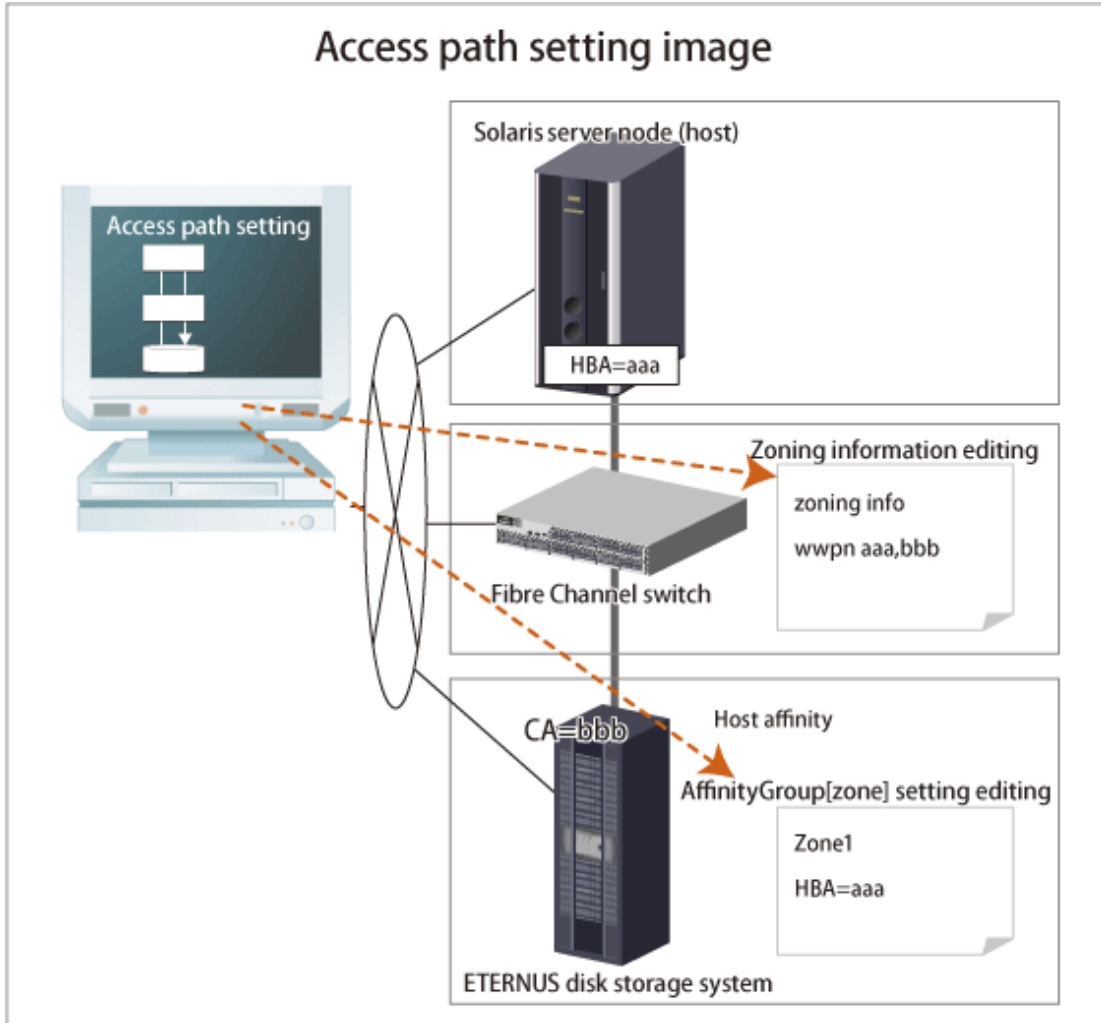 Access path setting image
Solaris server node (host)
Access path setting
HBA=aaa
Zoning information editing
zoning info
wwpn aaa,bbb
Fibre Channel switch
CA=bbb
Host affinity
AffinityGroup[zone] setting editing
Zone1
HBA=aaa
ETERNUS disk storage system